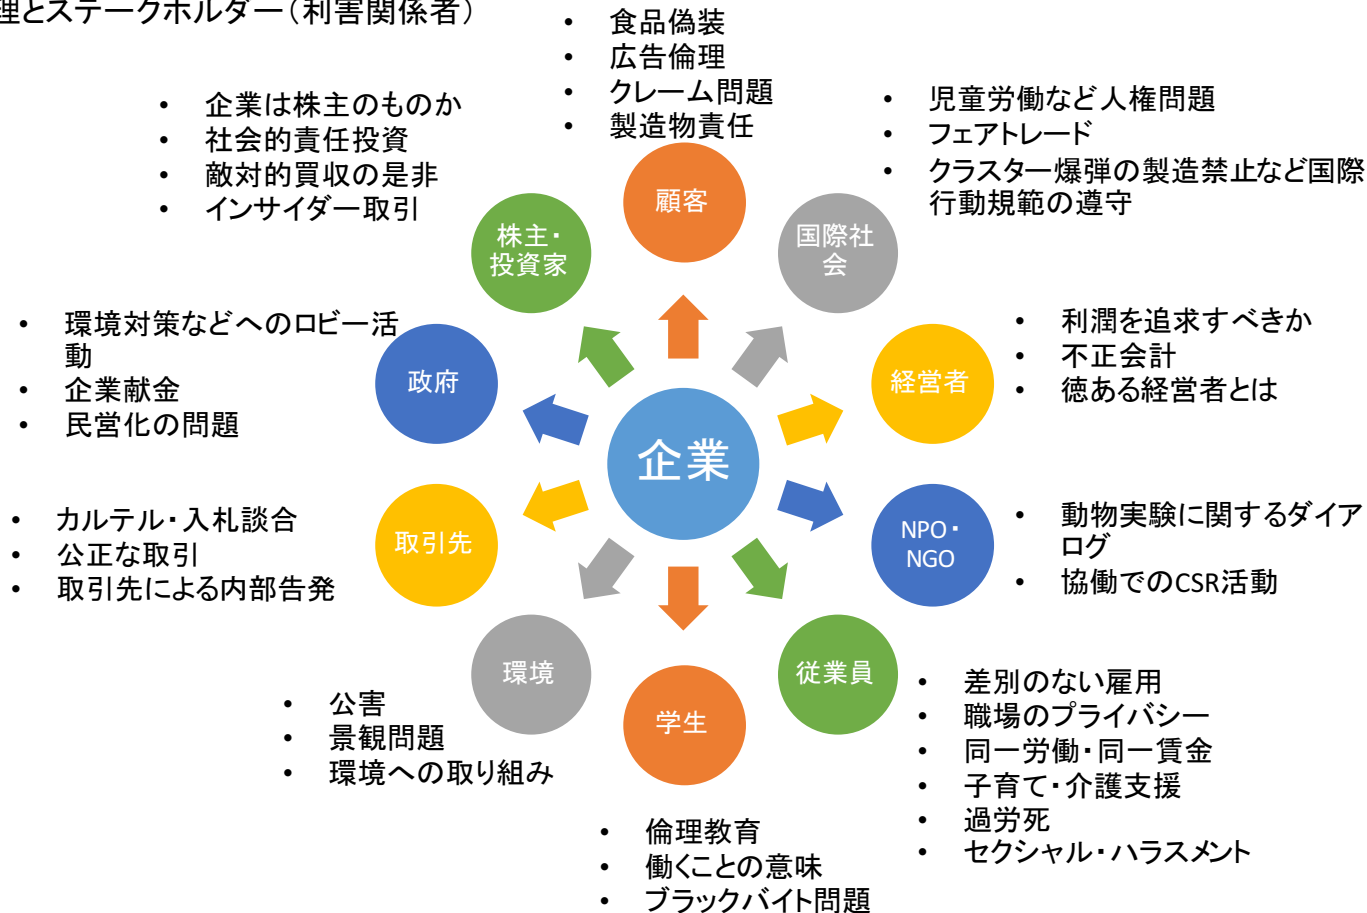 理とステークホルダー（利害関係者）
• 食品偽装
• 広告倫理
• クレーム問題
• 製造物責任
• 企業は株主のものか
• 社会的責任投資
• 敵対的買収の是非
• インサイダー取引
• 児童労働など人権問題
• フェアトレード
• クラスター爆弾の製造禁止など国際
行動規範の遵守
顧客
株主・
投資家
国際社
会
• 環境対策などへのロビー活
動
• 企業献金
• 民営化の問題
政府
経営者
• 利潤を追求すべきか
• 不正会計
• 徳ある経営者とは
企業
• カルテル・入札談合
• 公正な取引
• 取引先による内部告発
取引先
NPO・
NGO
• 動物実験に関するダイア
ログ
• 協働でのCSR活動
環境
学生
従業員
• 公害
• 景観問題
• 環境への取り組み
• 差別のない雇用
• 職場のプライバシー
• 同一労働・同一賃金
• 子育て・介護支援
• 過労死
• セクシャル・ハラスメント
• 倫理教育
• 働くことの意味
• ブラックバイト問題